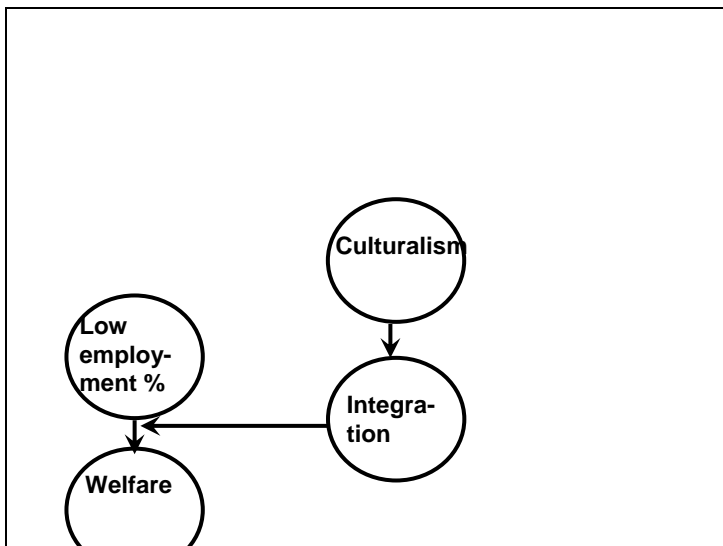 Culturalism
Low
employ-
ment %
Integra-
tion
Welfare